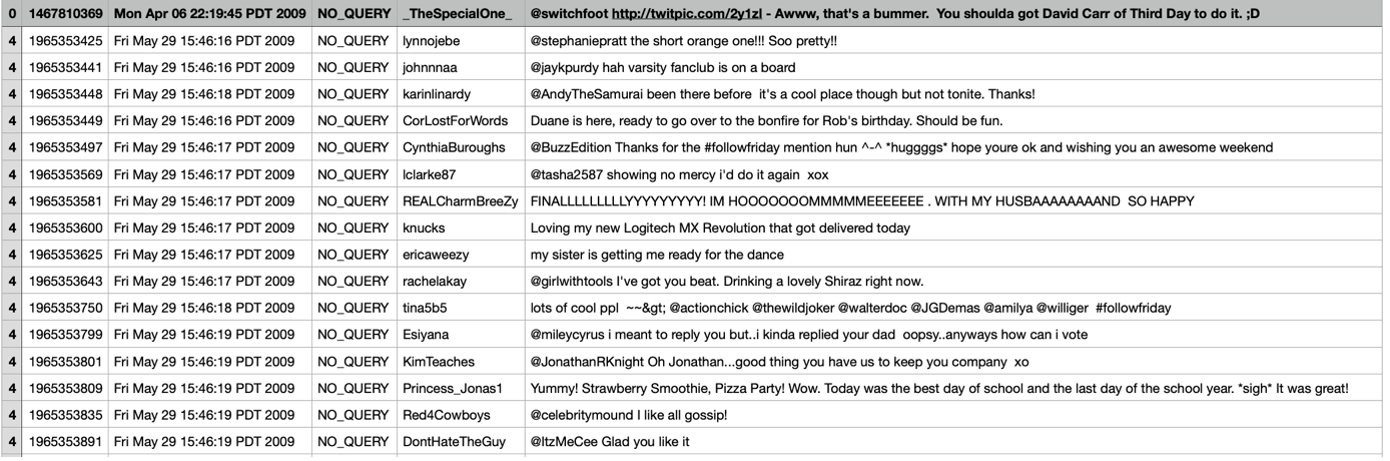 0 1467810369 Mon Apr 06 22:19:45 PDT 2009 NO_QUERY _TheSpecialOne_ @switchfoot http://twitpic.com/2y1zl - Awww, that's a bummer.  You shoulda got David Carr of Third Day to do it. ;D
4 1965353425 Fri May 29 15:46:16 PDT 2009 NO_QUERY lynnojebe @stephaniepratt the short orange one!!! Soo pretty!!
4 1965353441 Fri May 29 15:46:16 PDT 2009 NO_QUERY johnnnaa @jaykpurdy hah varsity fanclub is on a board
4 1965353448 Fri May 29 15:46:18 PDT 2009 NO_QUERY karinlinardy @AndyTheSamurai been there before  it's a cool place though but not tonite. Thanks!
4 1965353449 Fri May 29 15:46:16 PDT 2009 NO_QUERY CorLostForWords Duane is here, ready to go over to the bonfire for Rob's birthday. Should be fun.
4 1965353497 Fri May 29 15:46:17 PDT 2009 NO_QUERY CynthiaBuroughs @BuzzEdition Thanks for the #followfriday mention hun ^-^ *huggggs* hope youre ok and wishing you an awesome weekend
4 1965353569 Fri May 29 15:46:17 PDT 2009 NO_QUERY lclarke87 @tasha2587 showing no mercy i'd do it again  xox
4 1965353581 Fri May 29 15:46:17 PDT 2009 NO_QUERY REALCharmBreeZy FINALLLLLLLLLYYYYYYYYY! IM HOOOOOOOMMMMMEEEEEEE . WITH MY HUSBAAAAAAAAND  SO HAPPY
4 1965353600 Fri May 29 15:46:17 PDT 2009 NO_QUERY knucks Loving my new Logitech MX Revolution that got delivered today
4 1965353625 Fri May 29 15:46:17 PDT 2009 NO_QUERY ericaweezy my sister is getting me ready for the dance
4 1965353643 Fri May 29 15:46:17 PDT 2009 NO_QUERY rachelakay @girlwithtools I've got you beat. Drinking a lovely Shiraz right now.
4 1965353750 Fri May 29 15:46:18 PDT 2009 NO_QUERY tina5b5 lots of cool ppl  ~~&gt; @actionchick @thewildjoker @walterdoc @JGDemas @amilya @williger  #followfriday
4 1965353799 Fri May 29 15:46:19 PDT 2009 NO_QUERY Esiyana @mileycyrus i meant to reply you but..i kinda replied your dad  oopsy..anyways how can i vote
4 1965353801 Fri May 29 15:46:19 PDT 2009 NO_QUERY KimTeaches @JonathanRKnight Oh Jonathan...good thing you have us to keep you company  xo
4 1965353809 Fri May 29 15:46:19 PDT 2009 NO_QUERY Princess_Jonas1 Yummy! Strawberry Smoothie, Pizza Party! Wow. Today was the best day of school and the last day of the school year. *sigh* It was great!
4 1965353835 Fri May 29 15:46:19 PDT 2009 NO_QUERY Red4Cowboys @celebritymound I like all gossip!
4 1965353891 Fri May 29 15:46:19 PDT 2009 NO_QUERY DontHateTheGuy @ItzMeCee Glad you like it